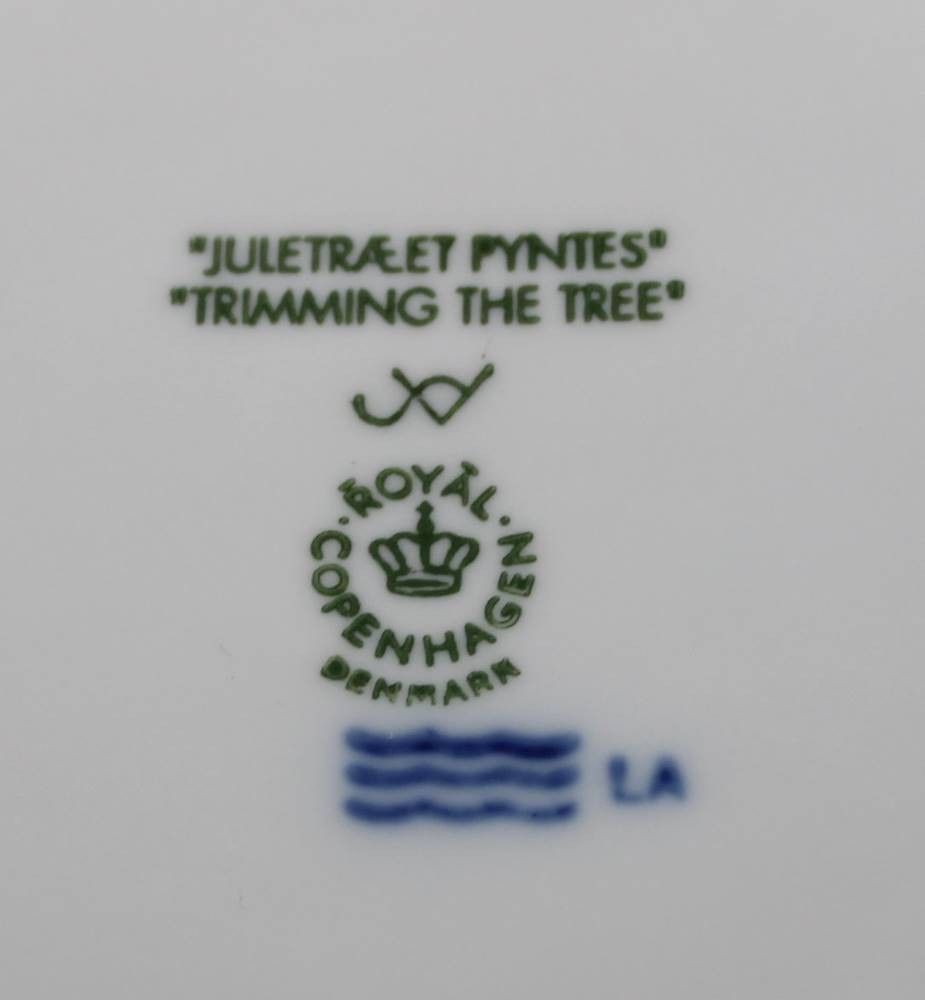 "JULETRÆET PYNTES"
"TRIMMING THE TREE"
ROYAL
COPENHAGEN
DENMARK
LA